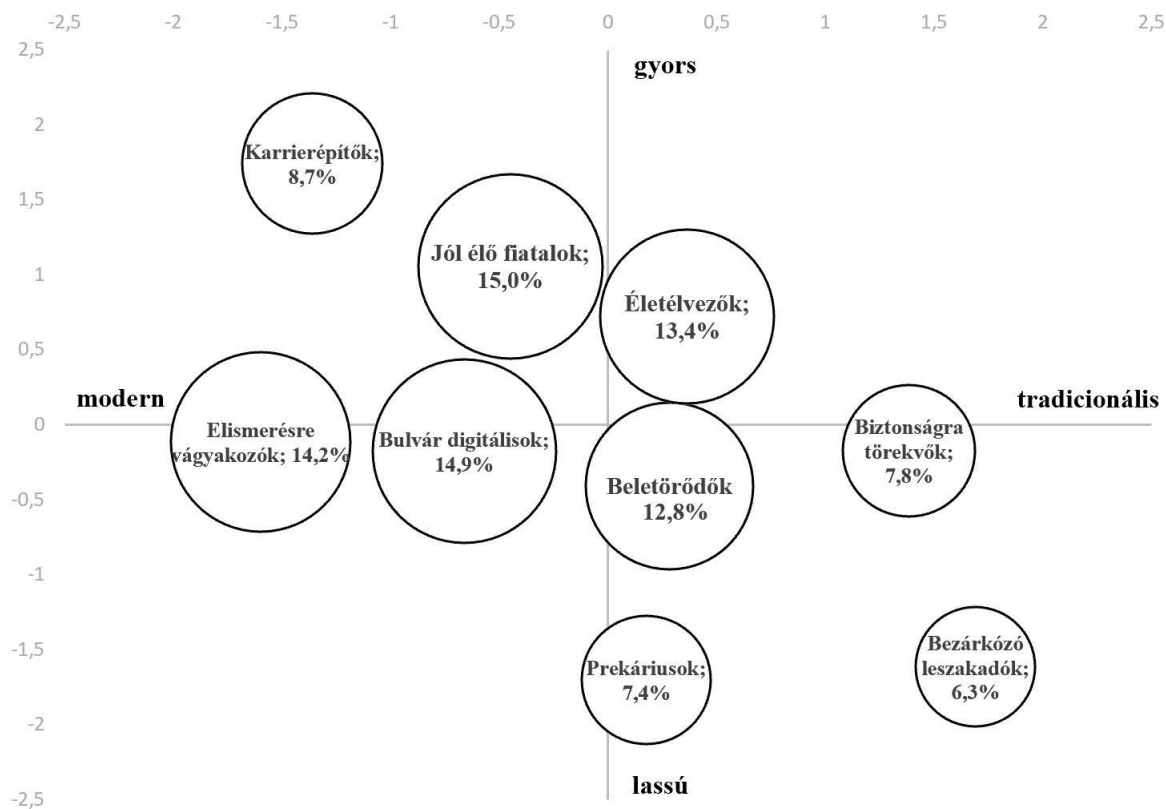 -2,5 -2 -1,5 -1 -0,5 0 0,5 1 1,5 2 2,5
2,5
gyors
2
Karrierépítők;
8,7%
1,5
Jól élő fiatalok;
15,0%
1
Életélvezők;
13,4%
0,5
modern
tradicionális
0
Elismerésre
vágyakozók; 14,2%
Bulvár digitálisok;
14,9%
Biztonságra
törekvők;
7,8%
-0,5
Beletörődők
12,8%
-1
-1,5
Prekáriusok;
7,4%
Bezárkózó
leszakadók;
6,3%
-2
lassú
-2,5